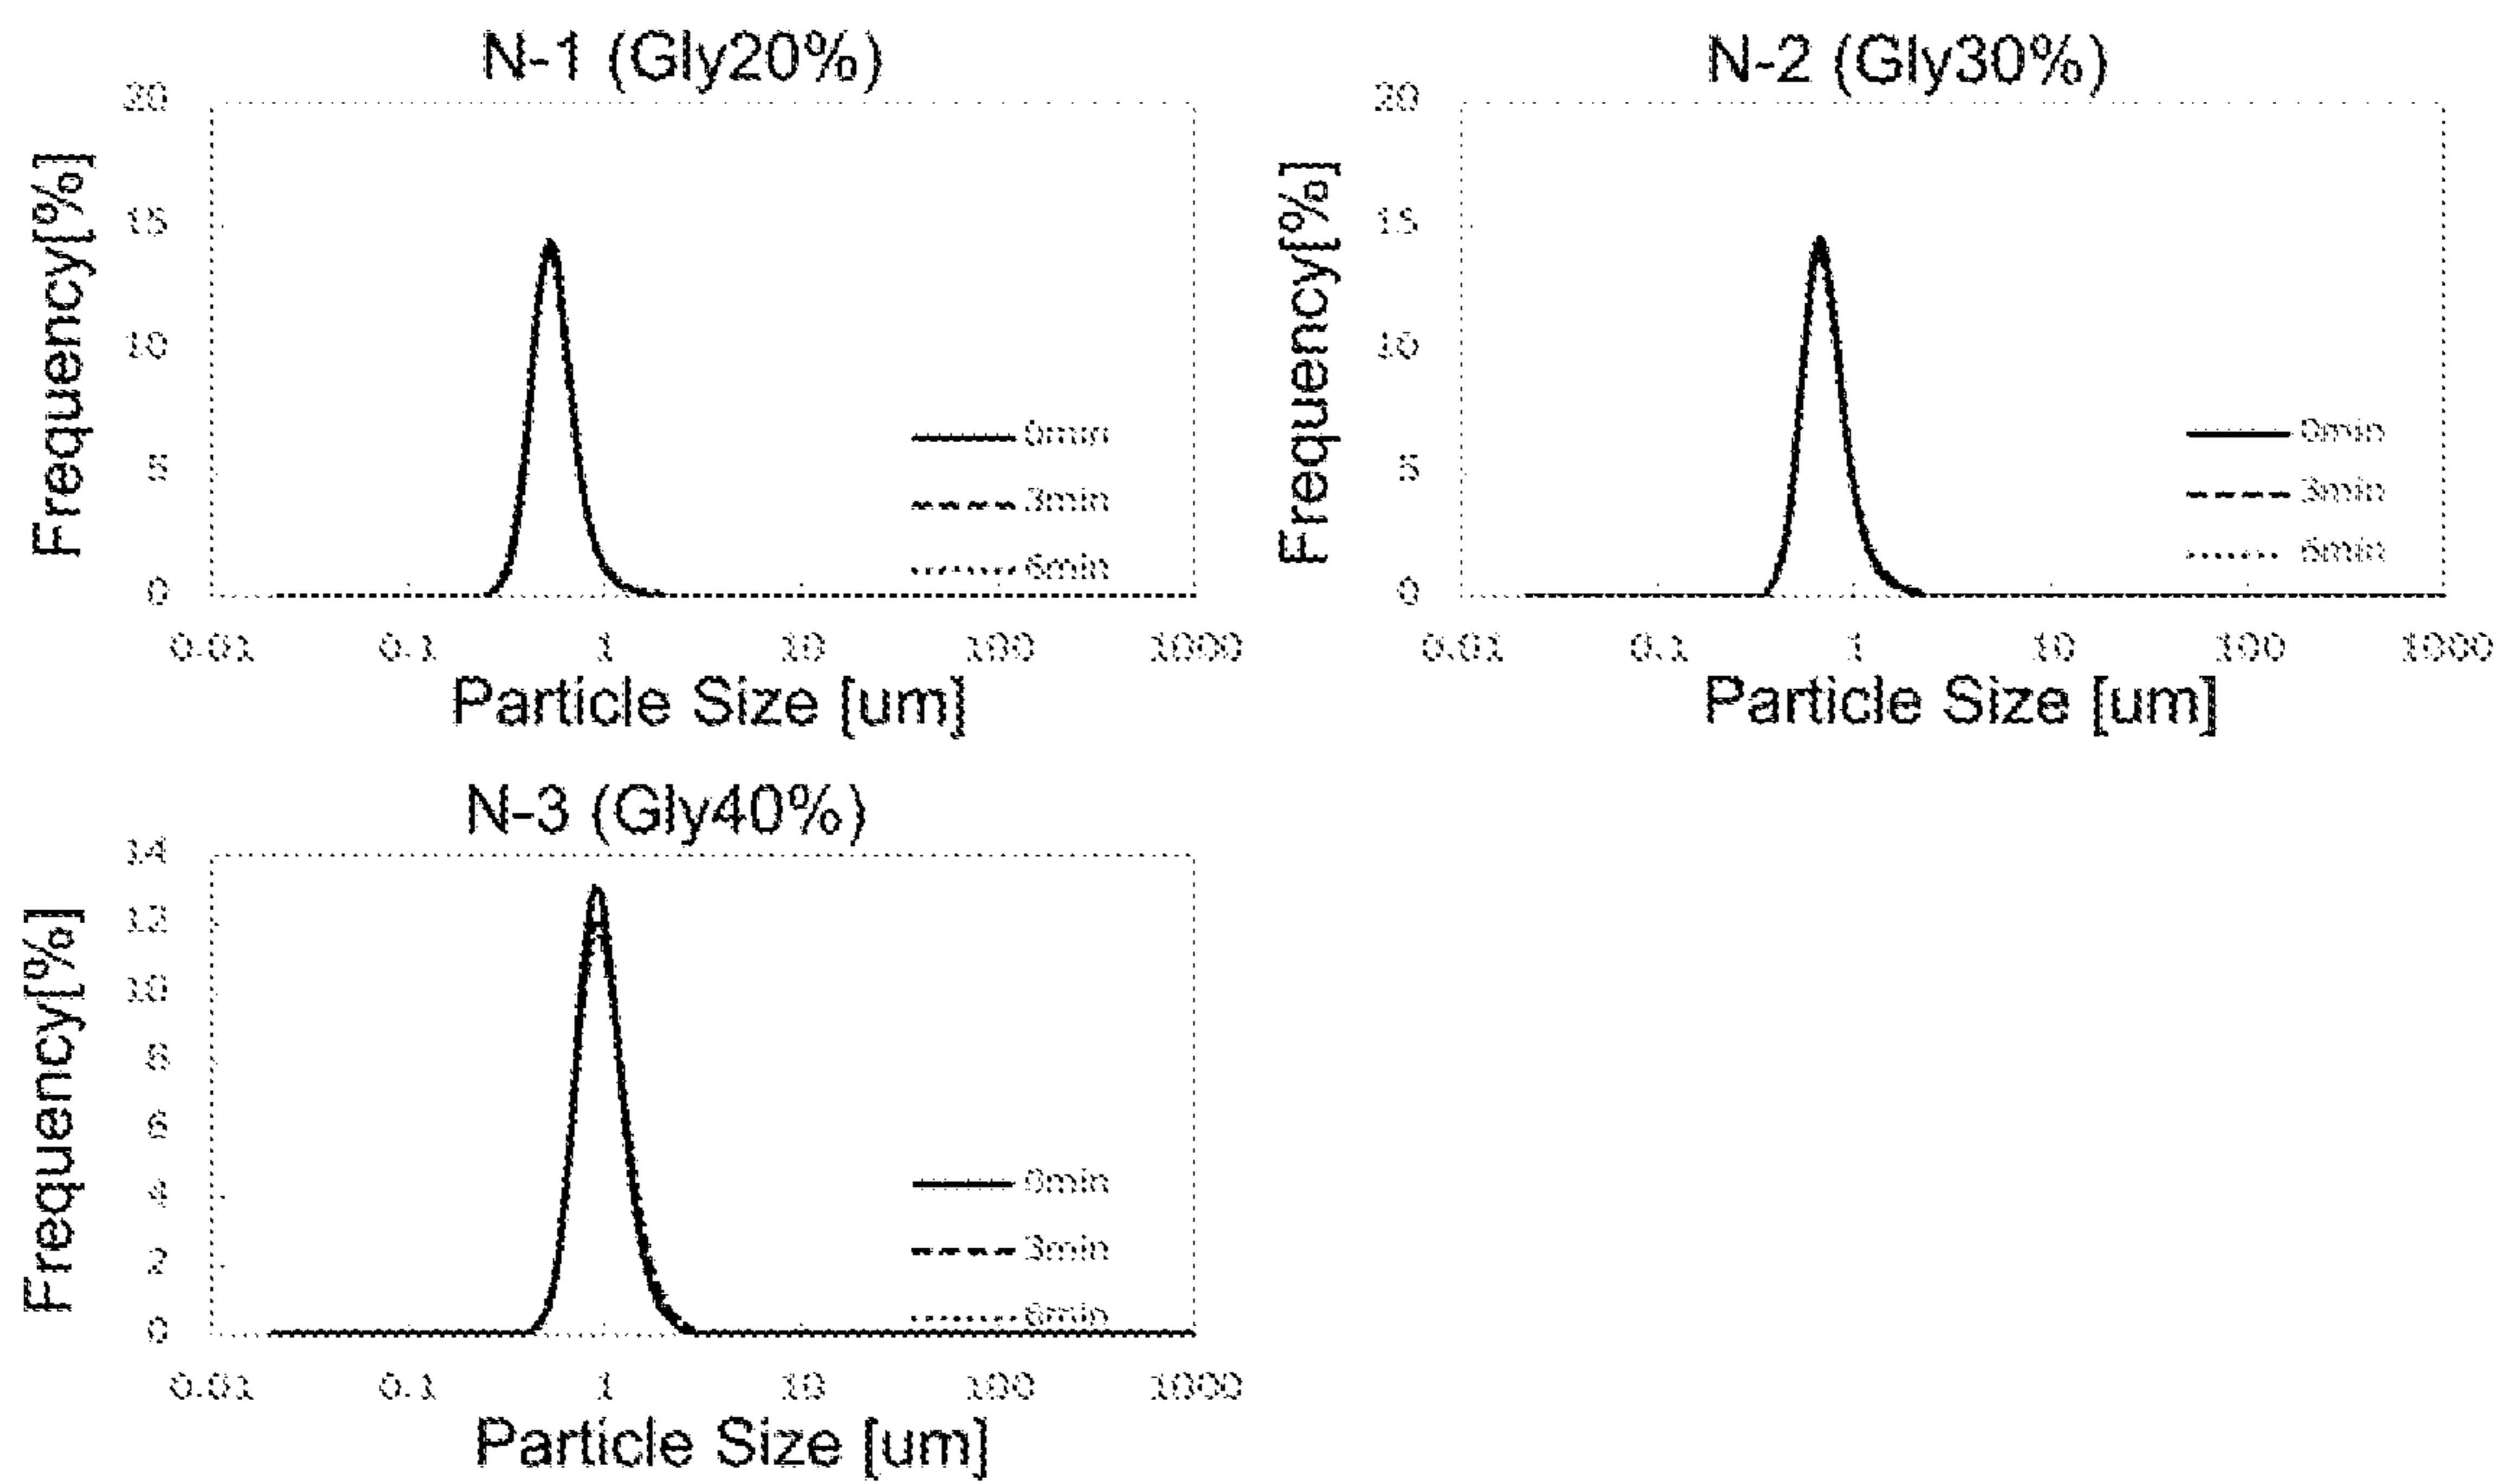 N-1 (Gly20%)
20
15
10
5
0
Frequency[%]
0min
3min
6min
0.01 0.1 1 10 100 1000
Particle Size [um]
N-2 (Gly30%)
20
15
10
5
0
Frequency[%]
0min
3min
6min
0.01 0.1 1 10 100 1000
Particle Size [um]
N-3 (Gly40%)
14
12
10
8
6
4
2
0
Frequency[%]
0min
3min
6min
0.01 0.1 1 10 100 1000
Particle Size [um]